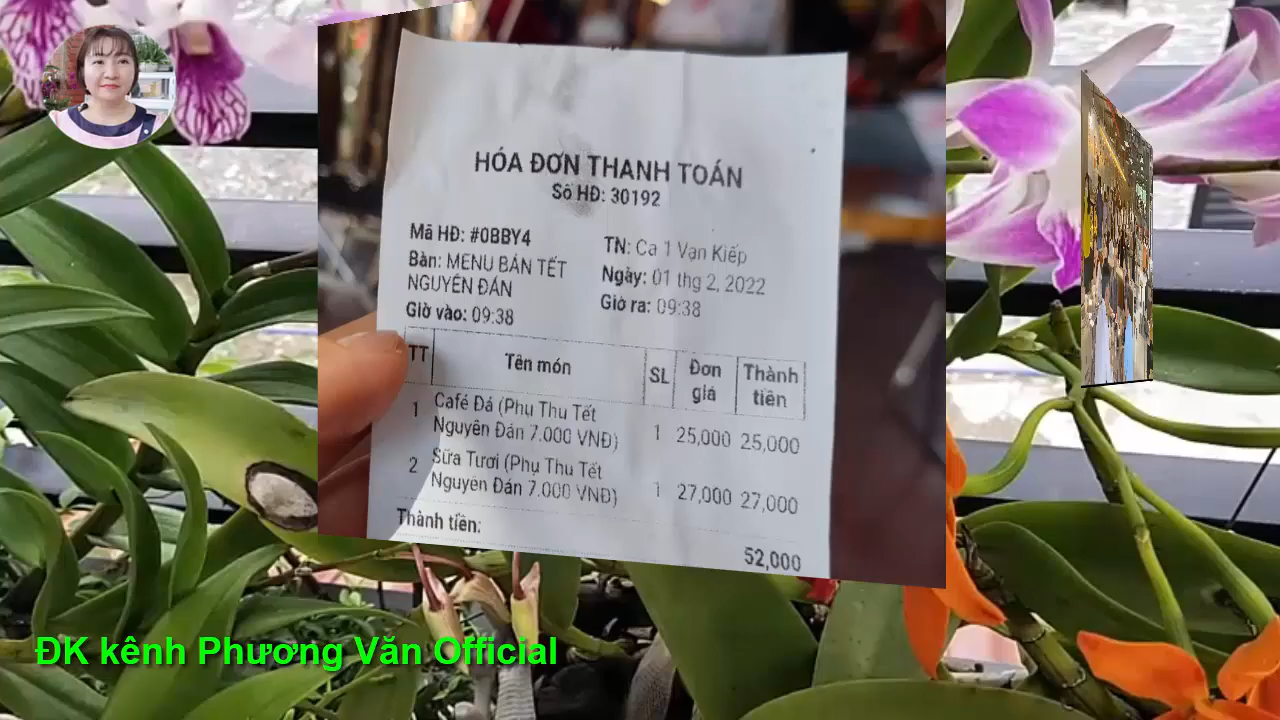 HÓA ĐƠN THANH TOÁN
Số HĐ: 30192
Mã HĐ: #0BBY4
TN: Ca 1 Vạn Kiếp
Bàn: MENU BÁN TẾT
NGUYÊN ĐÁN
Ngày: 01 thg 2, 2022
Giờ vào: 09:38
Giờ ra: 09:38
TT Tên món SL Đơn giá Thành tiền
1 Café Đá (Phụ Thu Tết
Nguyên Đán 7.000 VNĐ) 1 25,000 25,000
2 Sữa Tươi (Phụ Thu Tết
Nguyên Đán 7.000 VNĐ) 1 27,000 27,000
Thành tiền:
52,000
ĐK kênh Phương Văn Official